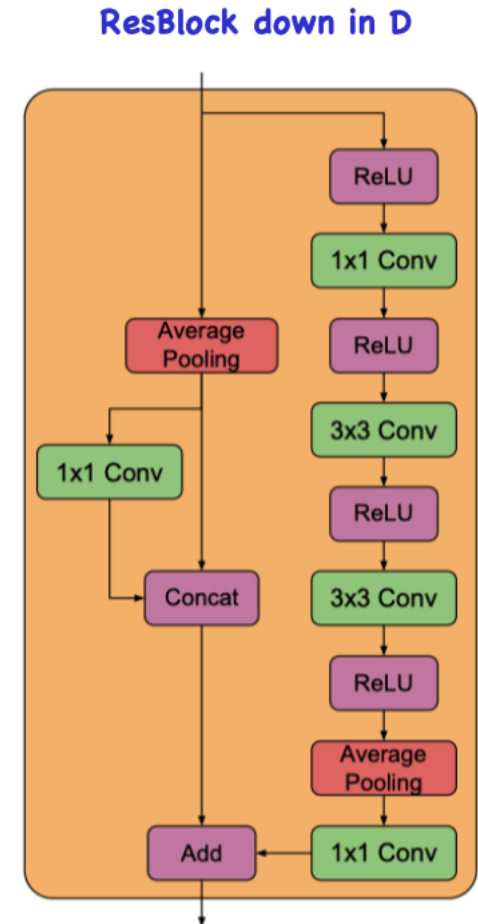 ResBlock down in D
ReLU
1x1 Conv
Average
Pooling
ReLU
3x3 Conv
1x1 Conv
ReLU
Concat
3x3 Conv
ReLU
Average
Pooling
Add
1x1 Conv